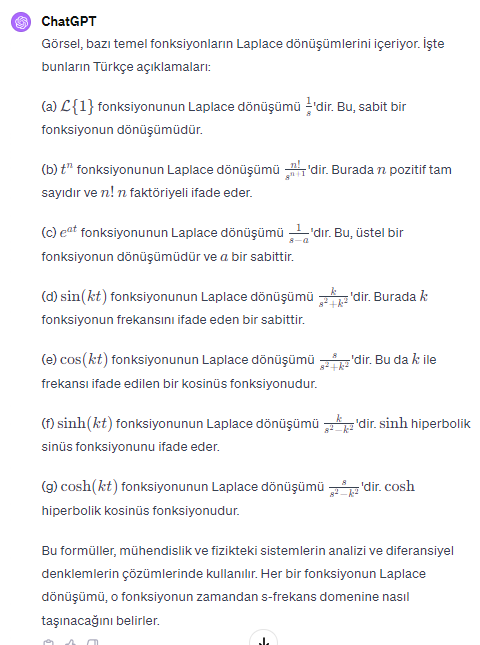 ChatGPT
Görsel, bazı temel fonksiyonların Laplace dönüşümlerini içeriyor. İşte
bunların Türkçe açıklamaları:
(a) ℒ{1} fonksiyonunun Laplace dönüşümü 1/s'dir. Bu, sabit bir
fonksiyonun dönüşümüdür.
(b) tⁿ fonksiyonunun Laplace dönüşümü n!/sⁿ⁺¹'dir. Burada n pozitif tam
sayıdır ve n! n faktöriyeli ifade eder.
(c) eᵃᵗ fonksiyonunun Laplace dönüşümü 1/(s−a)'dır. Bu, üstel bir
fonksiyonun dönüşümüdür ve a bir sabittir.
(d) sin(kt) fonksiyonunun Laplace dönüşümü k/(s²+k²)'dir. Burada k
fonksiyonun frekansını ifade eden bir sabittir.
(e) cos(kt) fonksiyonunun Laplace dönüşümü s/(s²+k²)'dir. Bu da k ile
frekansı ifade edilen bir kosinüs fonksiyonudur.
(f) sinh(kt) fonksiyonunun Laplace dönüşümü k/(s²−k²)'dir. sinh hiperbolik
sinüs fonksiyonunu ifade eder.
(g) cosh(kt) fonksiyonunun Laplace dönüşümü s/(s²−k²)'dir. cosh
hiperbolik kosinüs fonksiyonudur.
Bu formüller, mühendislik ve fizikteki sistemlerin analizi ve diferansiyel
denklemlerin çözümlerinde kullanılır. Her bir fonksiyonun Laplace
dönüşümü, o fonksiyonun zamandan s-frekans domenine nasıl
taşınacağını belirler.